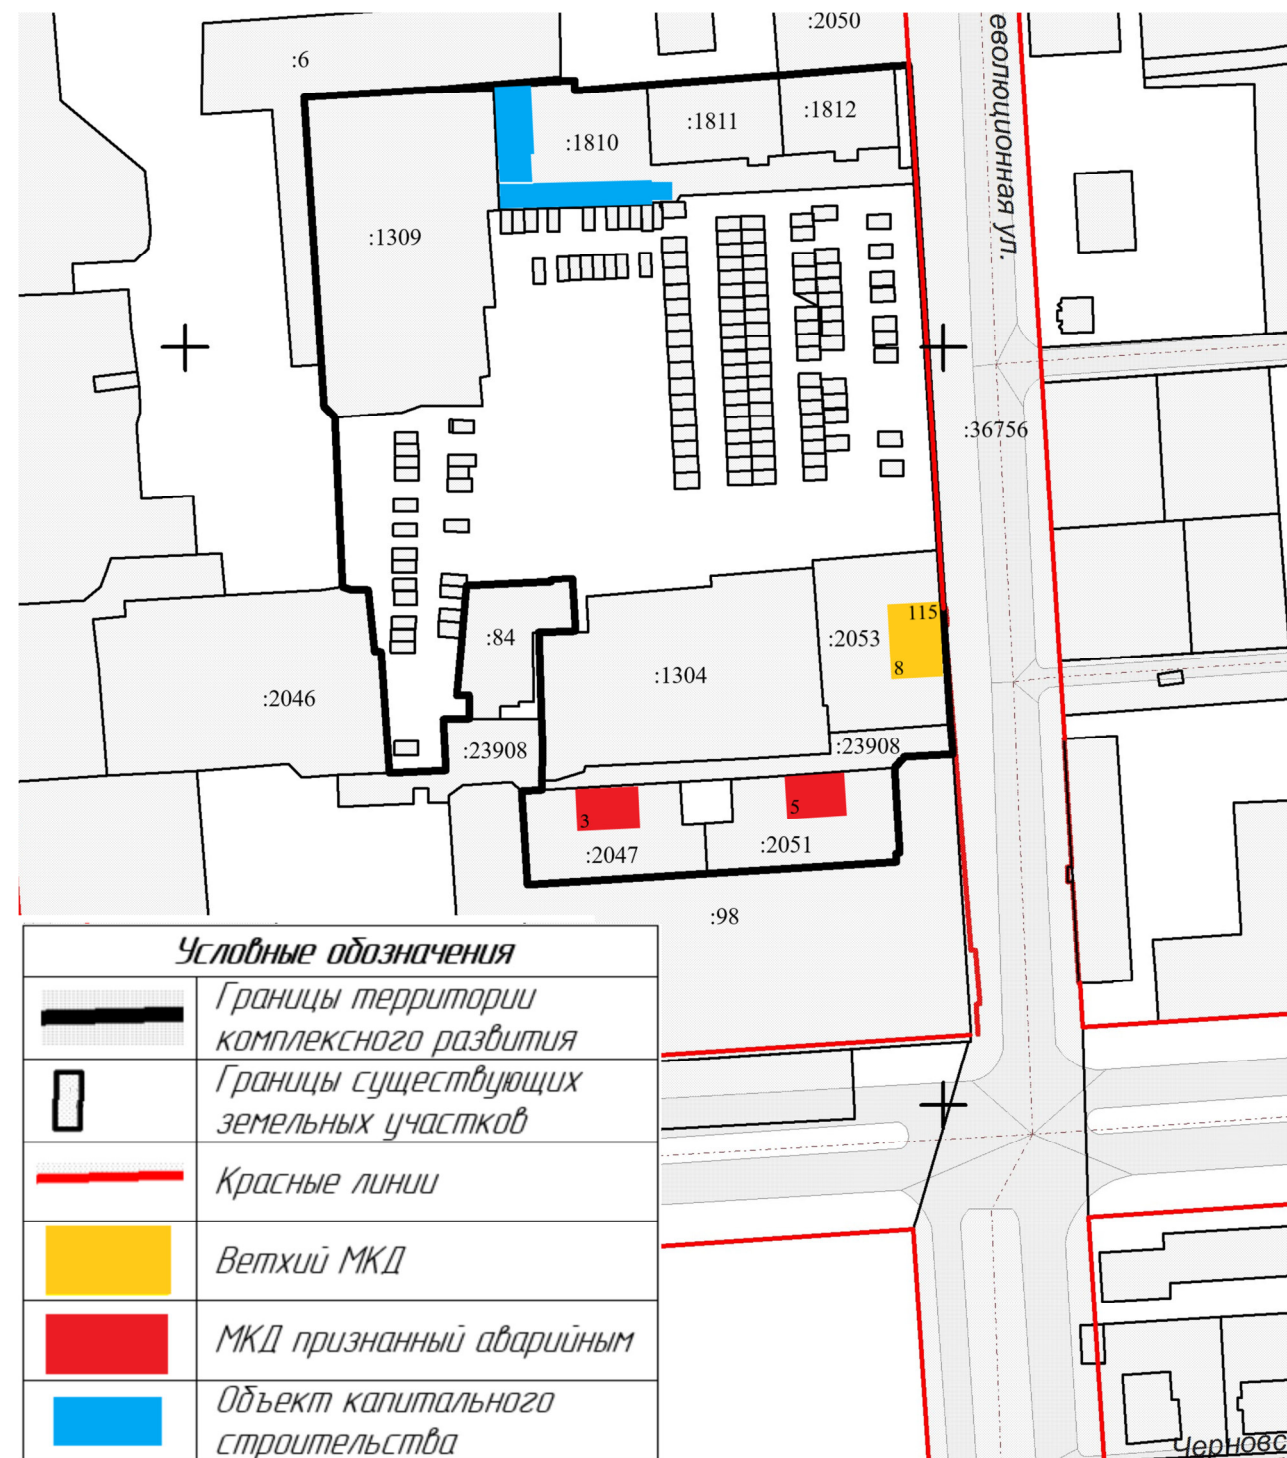 :2050
:6
еволюционная ул.
:1812
:1811
:1810
:1309
:36756
115
:84
:2053
8
:1304
:2046
:23908
:23908
3
5
:2047
:2051
:98
Условные обозначения
Границы территории
комплексного развития
Границы существующих
земельных участков
Красные линии
Ветхий МКД
МКД признанный аварийным
Объект капитального
строительства
Черновс